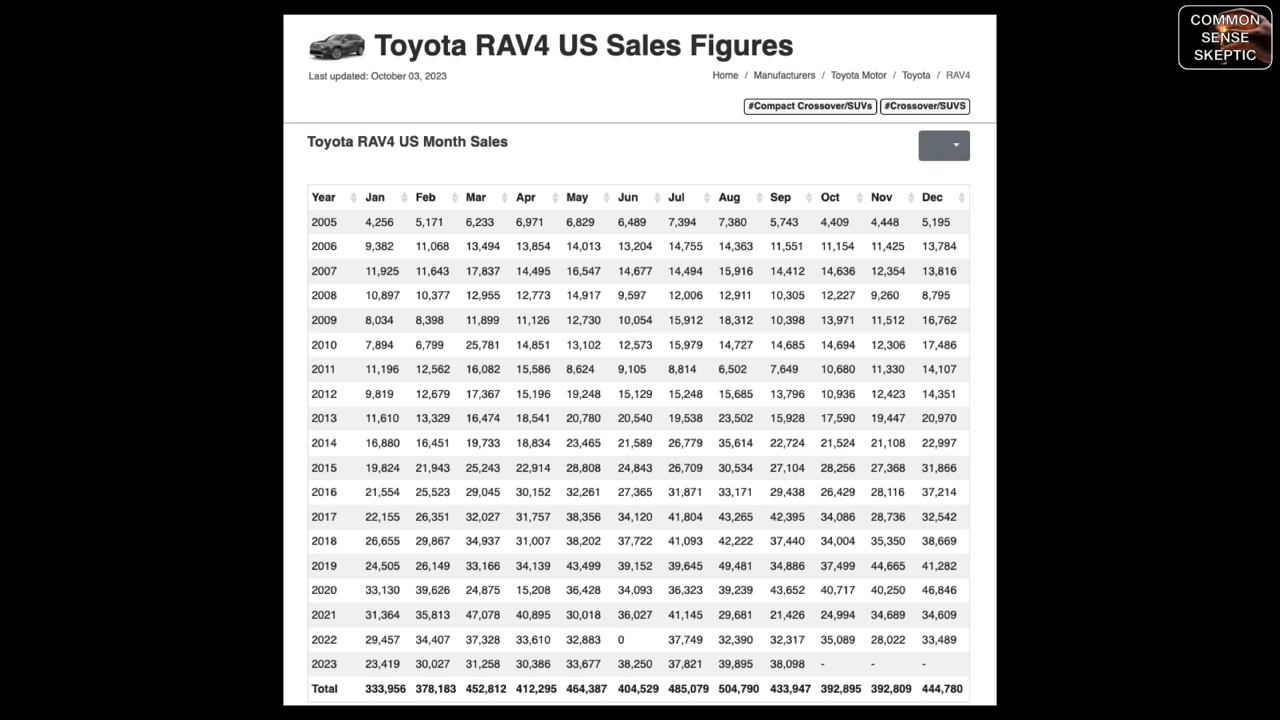 COMMON
SENSE
SKEPTIC
Toyota RAV4 US Sales Figures
Last updated: October 03, 2023
Home / Manufacturers / Toyota Motor / Toyota / RAV4
#Compact Crossover/SUVs #Crossover/SUVS
Toyota RAV4 US Month Sales
Year Jan Feb Mar Apr May Jun Jul Aug Sep Oct Nov Dec
2005 4,256 5,171 6,233 6,971 6,829 6,489 7,394 7,380 5,743 4,409 4,448 5,195
2006 9,382 11,068 13,494 13,854 14,013 13,204 14,755 14,363 11,551 11,154 11,425 13,784
2007 11,925 11,643 17,837 14,495 16,547 14,677 14,494 15,916 14,412 14,636 12,354 13,816
2008 10,897 10,377 12,955 12,773 14,917 9,597 12,006 12,911 10,305 12,227 9,260 8,795
2009 8,034 8,398 11,899 11,126 12,730 10,054 15,912 18,312 10,398 13,971 11,512 16,762
2010 7,894 6,799 25,781 14,851 13,102 12,573 15,979 14,727 14,685 14,694 12,306 17,486
2011 11,196 12,562 16,082 15,586 8,624 9,105 8,814 6,502 7,649 10,680 11,330 14,107
2012 9,819 12,679 17,367 15,196 19,248 15,129 15,248 15,685 13,796 10,936 12,423 14,351
2013 11,610 13,329 16,474 18,541 20,780 20,540 19,538 23,502 15,928 17,590 19,447 20,970
2014 16,880 16,451 19,733 18,834 23,465 21,589 26,779 35,614 22,724 21,524 21,108 22,997
2015 19,824 21,943 25,243 22,914 28,808 24,843 26,709 30,534 27,104 28,256 27,368 31,866
2016 21,554 25,523 29,045 30,152 32,261 27,365 31,871 33,171 29,438 26,429 28,116 37,214
2017 22,155 26,351 32,027 31,757 38,356 34,120 41,804 43,265 42,395 34,086 28,736 32,542
2018 26,655 29,867 34,937 31,007 38,202 37,722 41,093 42,222 37,440 34,004 35,350 38,669
2019 24,505 26,149 33,166 34,139 43,499 39,152 39,645 49,481 34,886 37,499 44,665 41,282
2020 33,130 39,626 24,875 15,208 36,428 34,093 36,323 39,239 43,652 40,717 40,250 46,846
2021 31,364 35,813 47,078 40,895 30,018 36,027 41,145 29,681 21,426 24,994 34,689 34,609
2022 29,457 34,407 37,328 33,610 32,883 0 37,749 32,390 32,317 35,089 28,022 33,489
2023 23,419 30,027 31,258 30,386 33,677 38,250 37,821 39,895 38,098 - - -
Total 333,956 378,183 452,812 412,295 464,387 404,529 485,079 504,790 433,947 392,895 392,809 444,780